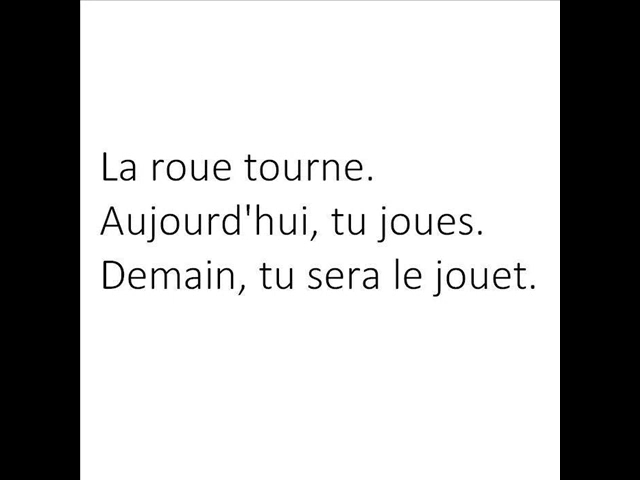 La roue tourne.
Aujourd'hui, tu joues.
Demain, tu sera le jouet.